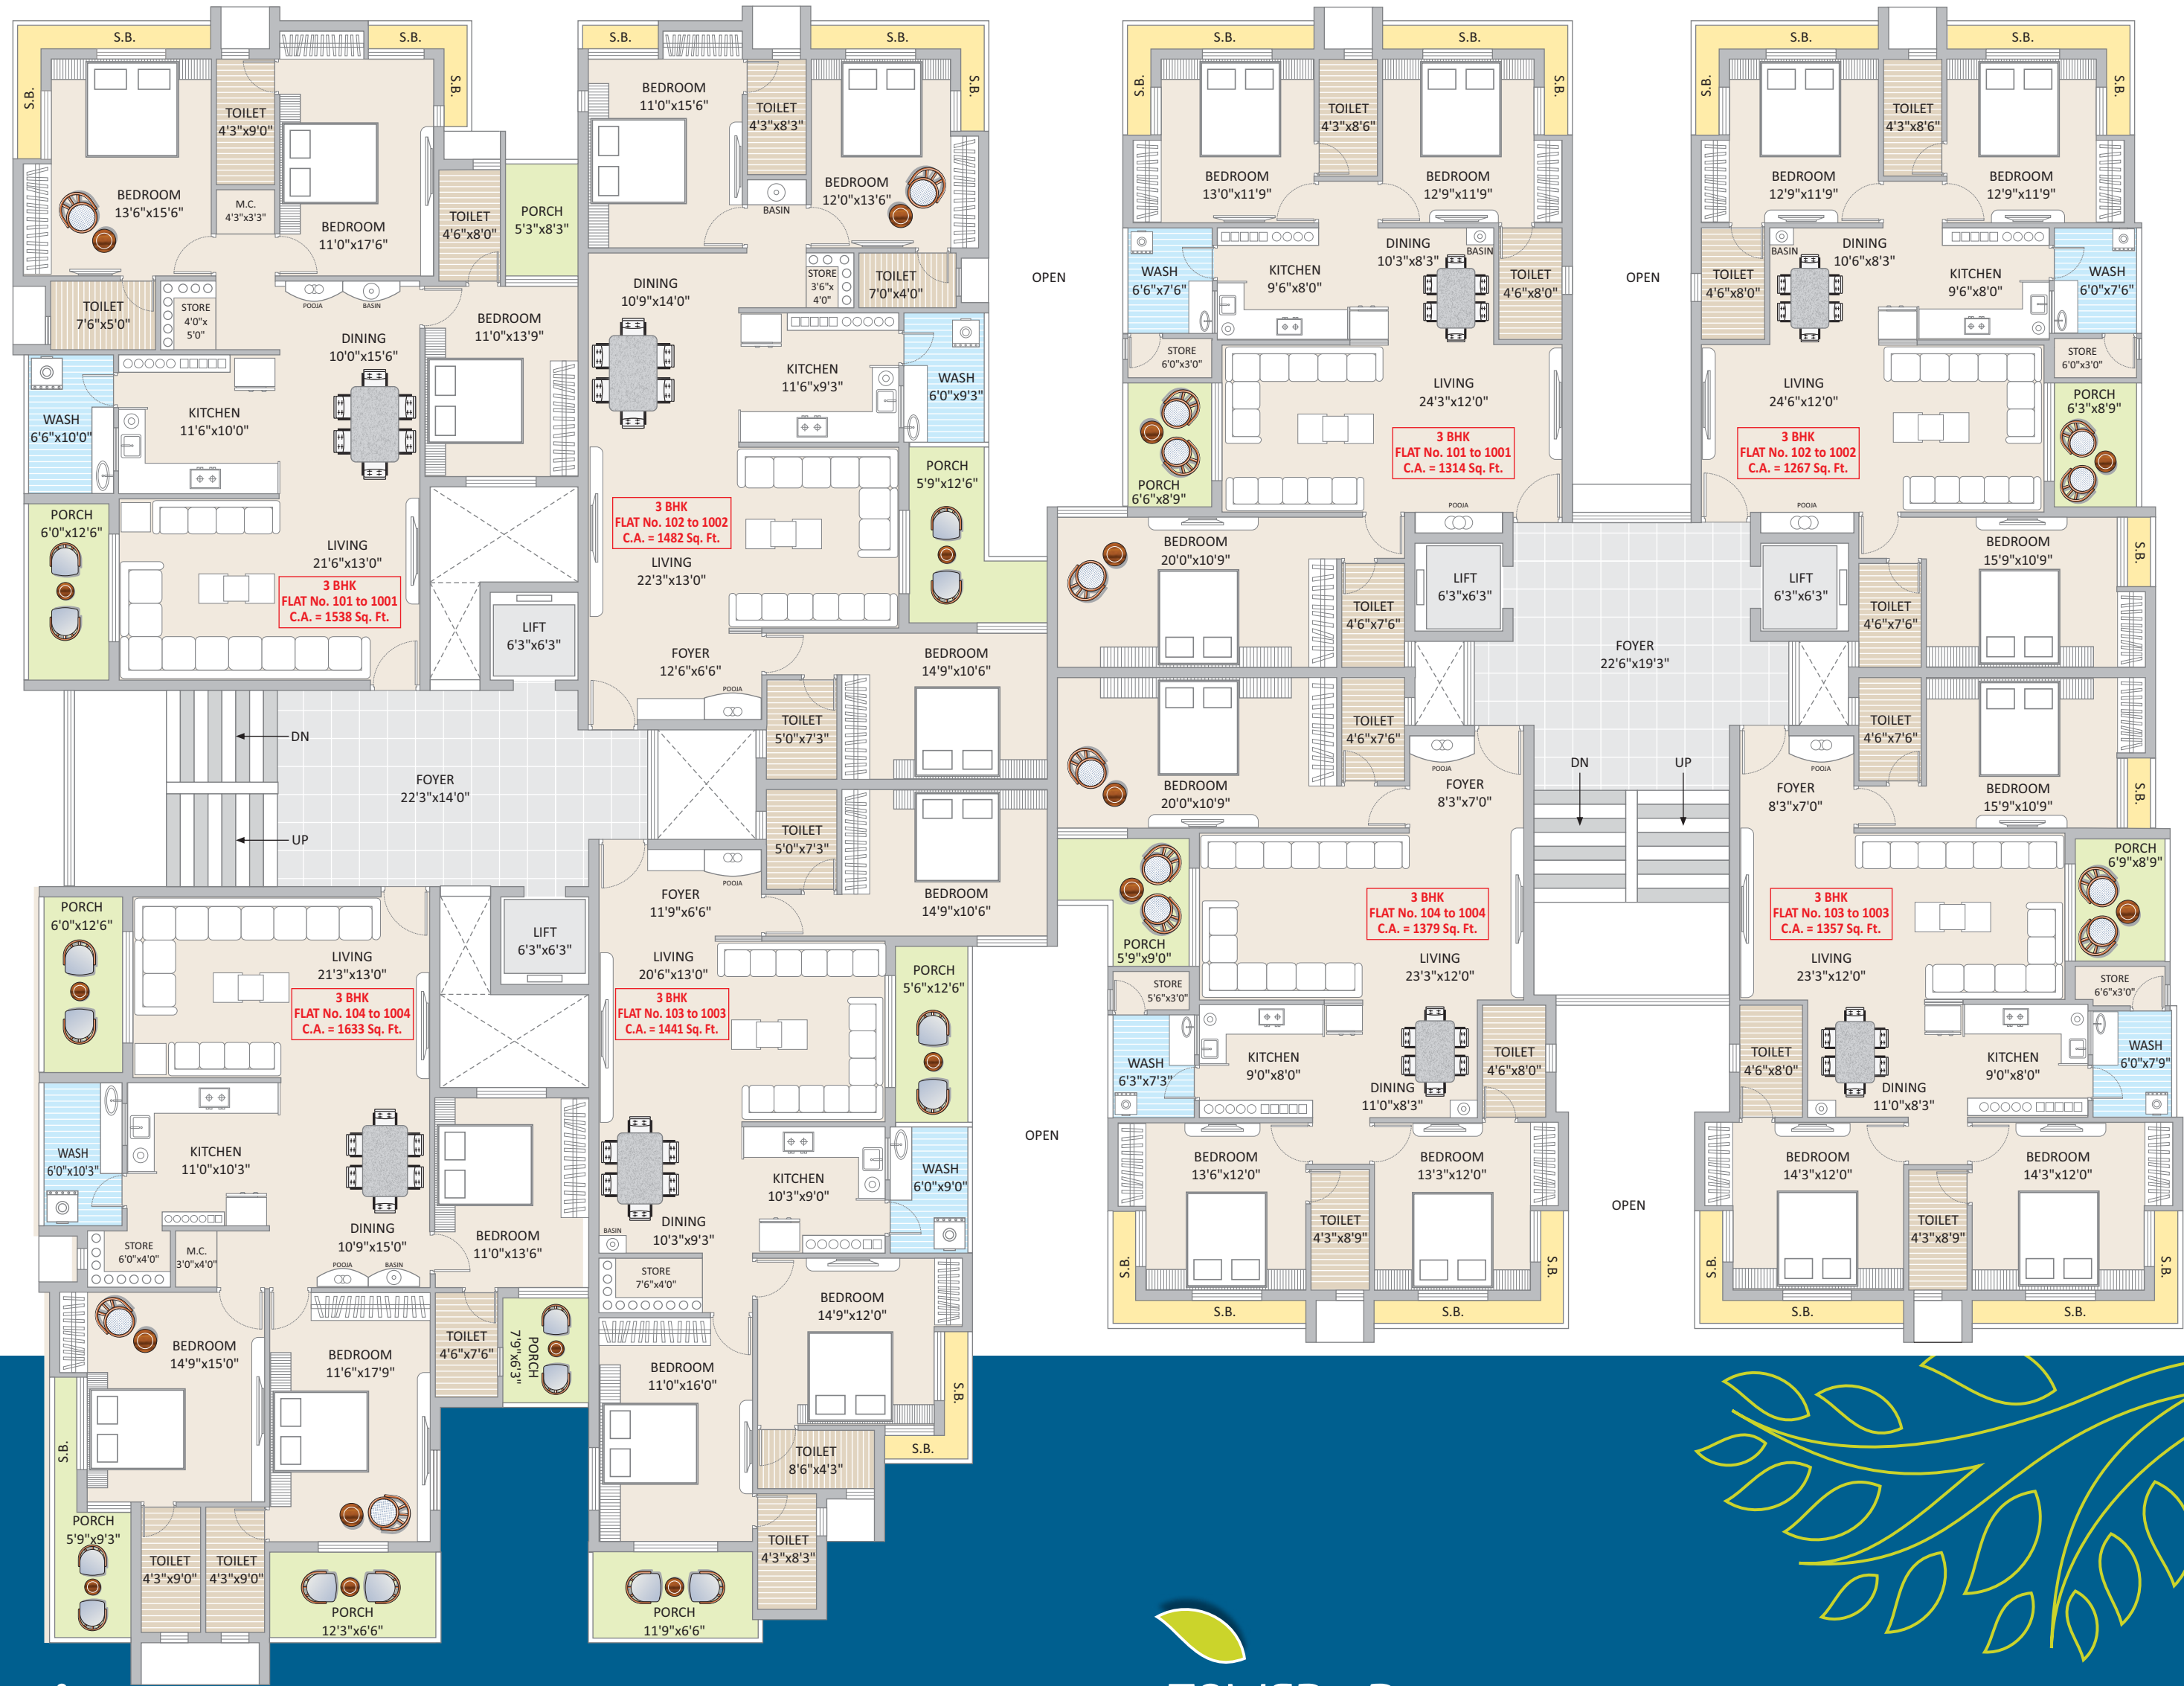 S.B.
S.B.
S.B.
S.B.
BEDROOM
13'6"x15'6"
TOILET
4'3"x9'0"
M.C.
4'3"x3'3"
BEDROOM
11'0"x17'6"
TOILET
4'6"x8'0"
PORCH
5'3"x8'3"
TOILET
7'6"x5'0"
STORE
4'0"x
5'0"
POOJA
BASIN
DINING
10'0"x15'6"
BEDROOM
11'0"x13'9"
WASH
6'6"x10'0"
KITCHEN
11'6"x10'0"
PORCH
6'0"x12'6"
LIVING
21'6"x13'0"
3 BHK
FLAT No. 101 to 1001
C.A. = 1538 Sq. Ft.
LIFT
6'3"x6'3"
S.B.
S.B.
S.B.
BEDROOM
11'0"x15'6"
TOILET
4'3"x8'3"
BASIN
BEDROOM
12'0"x13'6"
DINING
10'9"x14'0"
STORE
3'6"x
4'0"
TOILET
7'0"x4'0"
KITCHEN
11'6"x9'3"
WASH
6'0"x9'3"
PORCH
5'9"x12'6"
3 BHK
FLAT No. 102 to 1002
C.A. = 1482 Sq. Ft.
LIVING
22'3"x13'0"
FOYER
12'6"x6'6"
POOJA
BEDROOM
14'9"x10'6"
TOILET
5'0"x7'3"
DN
UP
FOYER
22'3"x14'0"
TOILET
5'0"x7'3"
BEDROOM
14'9"x10'6"
POOJA
FOYER
11'9"x6'6"
LIVING
20'6"x13'0"
3 BHK
FLAT No. 103 to 1003
C.A. = 1441 Sq. Ft.
PORCH
5'6"x12'6"
KITCHEN
10'3"x9'0"
WASH
6'0"x9'0"
BASIN
DINING
10'3"x9'3"
STORE
7'6"x4'0"
BEDROOM
14'9"x12'0"
BEDROOM
11'0"x16'0"
S.B.
S.B.
TOILET
8'6"x4'3"
TOILET
4'3"x8'3"
PORCH
11'9"x6'6"
PORCH
6'0"x12'6"
LIFT
6'3"x6'3"
LIVING
21'3"x13'0"
3 BHK
FLAT No. 104 to 1004
C.A. = 1633 Sq. Ft.
WASH
6'0"x10'3"
KITCHEN
11'0"x10'3"
DINING
10'9"x15'0"
BEDROOM
11'0"x13'6"
STORE
6'0"x4'0"
M.C.
3'0"x4'0"
POOJA
BASIN
BEDROOM
14'9"x15'0"
BEDROOM
11'6"x17'9"
TOILET
4'6"x7'6"
PORCH
7'9"x6'3"
S.B.
PORCH
5'9"x9'3"
TOILET
4'3"x9'0"
TOILET
4'3"x9'0"
PORCH
12'3"x6'6"
OPEN
OPEN
S.B.
S.B.
S.B.
S.B.
BEDROOM
13'0"x11'9"
TOILET
4'3"x8'6"
BEDROOM
12'9"x11'9"
WASH
6'6"x7'6"
KITCHEN
9'6"x8'0"
DINING
10'3"x8'3"
BASIN
TOILET
4'6"x8'0"
STORE
6'0"x3'0"
LIVING
24'3"x12'0"
3 BHK
FLAT No. 101 to 1001
C.A. = 1314 Sq. Ft.
PORCH
6'6"x8'9"
POOJA
BEDROOM
20'0"x10'9"
TOILET
4'6"x7'6"
LIFT
6'3"x6'3"
OPEN
S.B.
S.B.
S.B.
S.B.
BEDROOM
12'9"x11'9"
TOILET
4'3"x8'6"
BEDROOM
12'9"x11'9"
TOILET
4'6"x8'0"
BASIN
DINING
10'6"x8'3"
KITCHEN
9'6"x8'0"
WASH
6'0"x7'6"
STORE
6'0"x3'0"
LIVING
24'6"x12'0"
3 BHK
FLAT No. 102 to 1002
C.A. = 1267 Sq. Ft.
PORCH
6'3"x8'9"
POOJA
LIFT
6'3"x6'3"
BEDROOM
15'9"x10'9"
S.B.
TOILET
4'6"x7'6"
FOYER
22'6"x19'3"
TOILET
4'6"x7'6"
BEDROOM
20'0"x10'9"
POOJA
FOYER
8'3"x7'0"
DN
UP
POOJA
FOYER
8'3"x7'0"
TOILET
4'6"x7'6"
BEDROOM
15'9"x10'9"
S.B.
PORCH
5'9"x9'0"
3 BHK
FLAT No. 104 to 1004
C.A. = 1379 Sq. Ft.
LIVING
23'3"x12'0"
STORE
5'6"x3'0"
WASH
6'3"x7'3"
KITCHEN
9'0"x8'0"
DINING
11'0"x8'3"
TOILET
4'6"x8'0"
BEDROOM
13'6"x12'0"
BEDROOM
13'3"x12'0"
TOILET
4'3"x8'9"
S.B.
S.B.
S.B.
S.B.
OPEN
PORCH
6'9"x8'9"
3 BHK
FLAT No. 103 to 1003
C.A. = 1357 Sq. Ft.
LIVING
23'3"x12'0"
STORE
6'6"x3'0"
TOILET
4'6"x8'0"
DINING
11'0"x8'3"
KITCHEN
9'0"x8'0"
WASH
6'0"x7'9"
BEDROOM
14'3"x12'0"
BEDROOM
14'3"x12'0"
TOILET
4'3"x8'9"
S.B.
S.B.
S.B.
S.B.